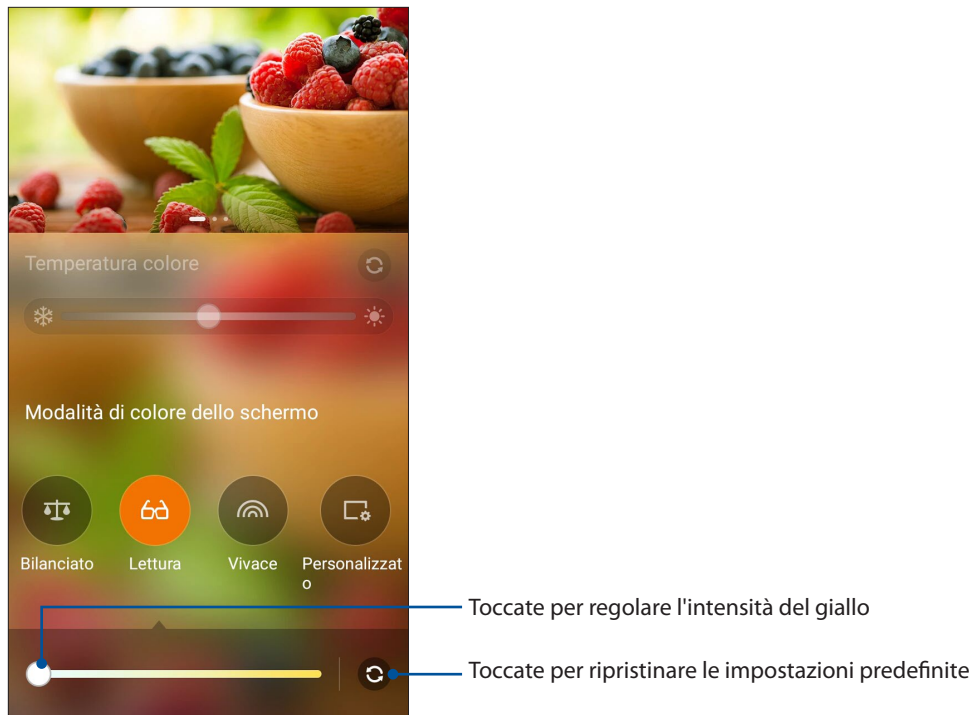 Temperatura colore
Modalità di colore dello schermo
Bilanciato
Lettura
Vivace
Personalizzat
o
Toccate per regolare l'intensità del giallo
Toccate per ripristinare le impostazioni predefinite